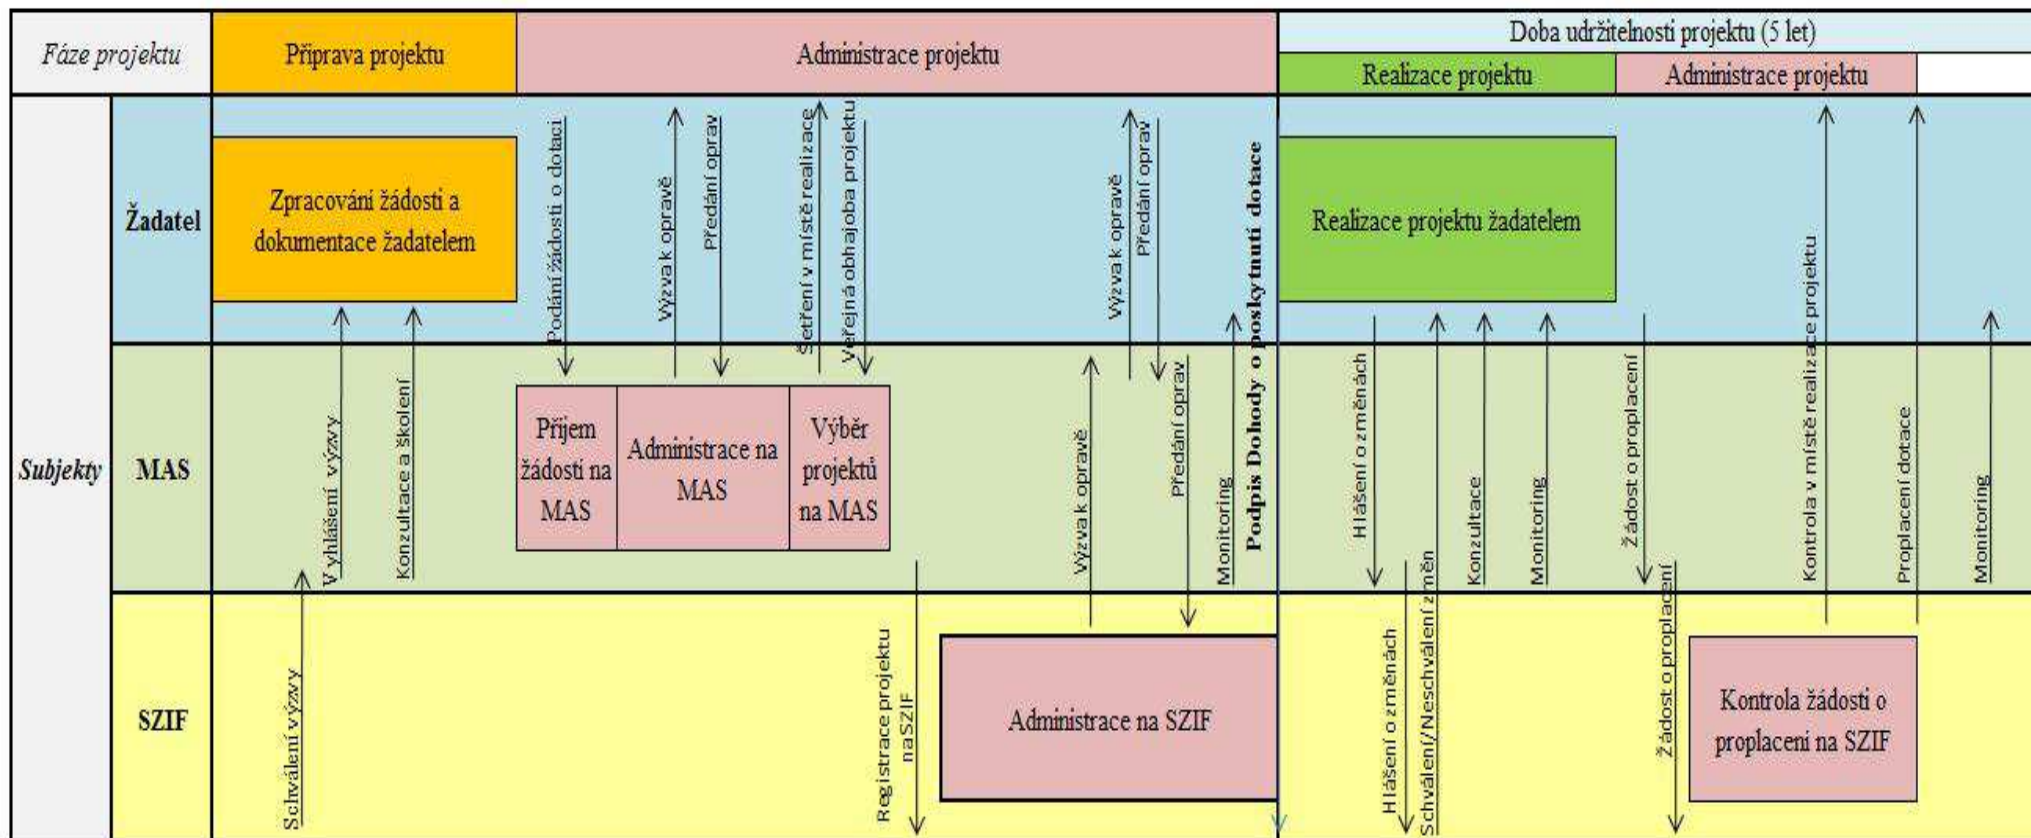 Fáze projektu
Příprava projektu
Administrace projektu
Doba udržitelnosti projektu (5 let)
Realizace projektu
Administrace projektu
Subjekty
Žadatel
Zpracování žádosti a
dokumentace žadatelem
Podání žádosti o dotaci
Výzva k opravě
Předání oprav
Šetření v místě realizace
Veřejná obhajoba projektu
Výzva k opravě
Předání oprav
Podpis Dohody o poskytnutí dotace
Realizace projektu žadatelem
MAS
Vyhlášení výzvy
Konzultace a školení
Příjem
žádostí na
MAS
Administrace na
MAS
Výběr
projektů
na MAS
Výzva k opravě
Předání oprav
Monitoring
Hlášení o změnách
Konzultace
Monitoring
Žádost o proplacení
Kontrola v místě realizace projektu
Proplacení dotace
Monitoring
SZIF
Schválení výzvy
Registrace projektu
na SZIF
Administrace na SZIF
Hlášení o změnách
Schválení/Neschválení změn
Žádost o proplacení
Kontrola žádosti o
proplacení na SZIF